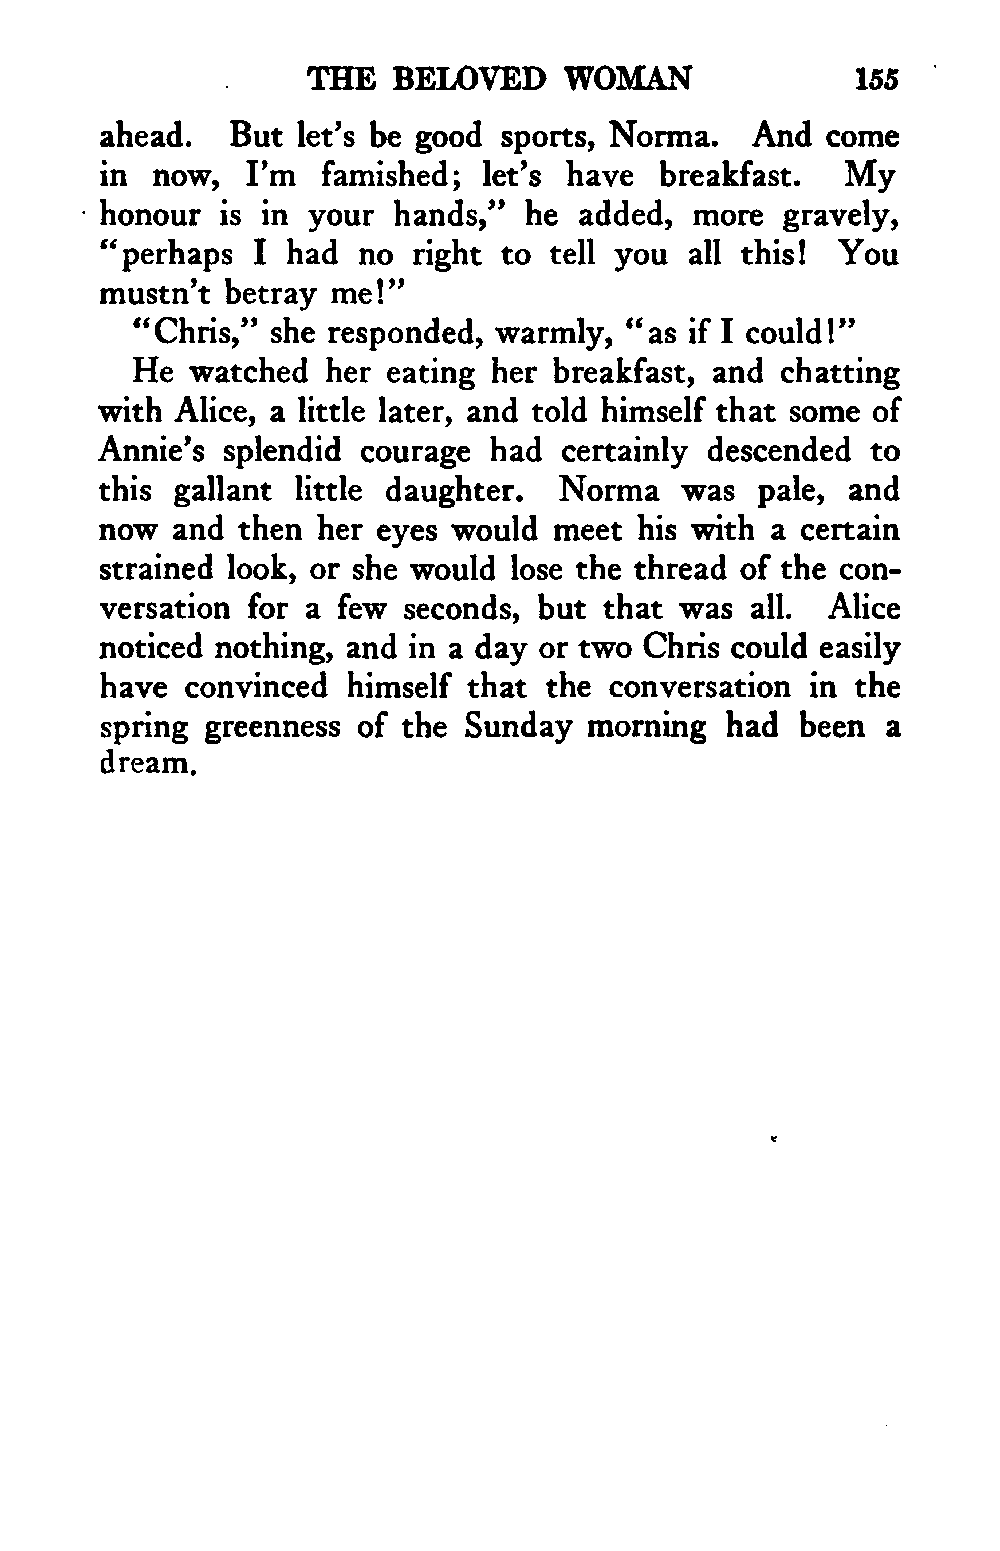 THE BELOVED WOMAN 155
ahead. But let's be good sports, Norma. And come
in now, I'm famished; let's have breakfast. My
honour is in your hands," he added, more gravely,
"perhaps I had no right to tell you all this! You
mustn't betray me!"
"Chris," she responded, warmly, "as if I could!"
He watched her eating her breakfast, and chatting
with Alice, a little later, and told himself that some of
Annie's splendid courage had certainly descended to
this gallant little daughter. Norma was pale, and
now and then her eyes would meet his with a certain
strained look, or she would lose the thread of the con-
versation for a few seconds, but that was all. Alice
noticed nothing, and in a day or two Chris could easily
have convinced himself that the conversation in the
spring greenness of the Sunday morning had been a
dream.